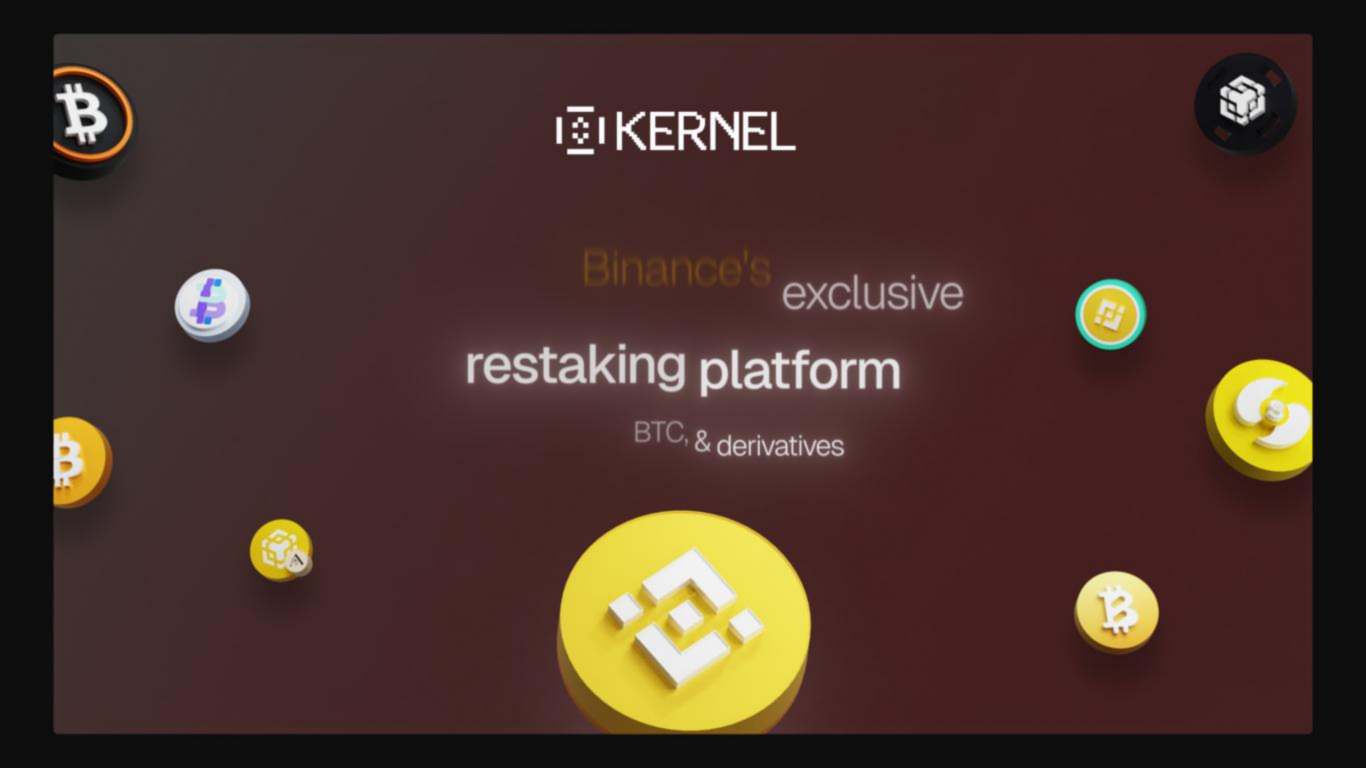 KERNEL
Binance's exclusive
restaking platform
BTC, & derivatives